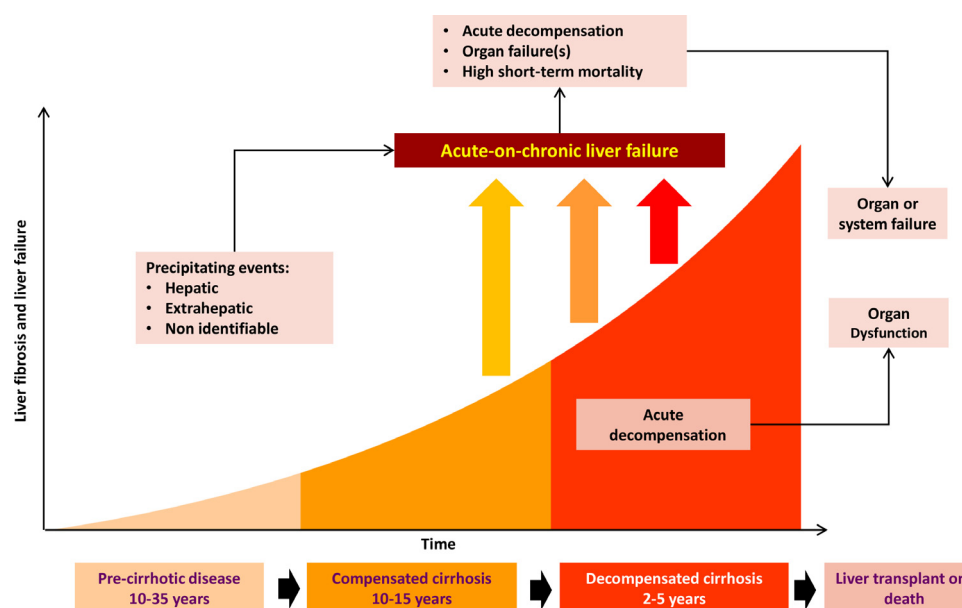 • Acute decompensation
• Organ failure(s)
• High short-term mortality
Acute-on-chronic liver failure
Organ or
system failure
Precipitating events:
• Hepatic
• Extrahepatic
• Non identifiable
Organ
Dysfunction
Liver fibrosis and liver failure
Acute
decompensation
Time
Pre-cirrhotic disease
10-35 years
Compensated cirrhosis
10-15 years
Decompensated cirrhosis
2-5 years
Liver transplant or
death